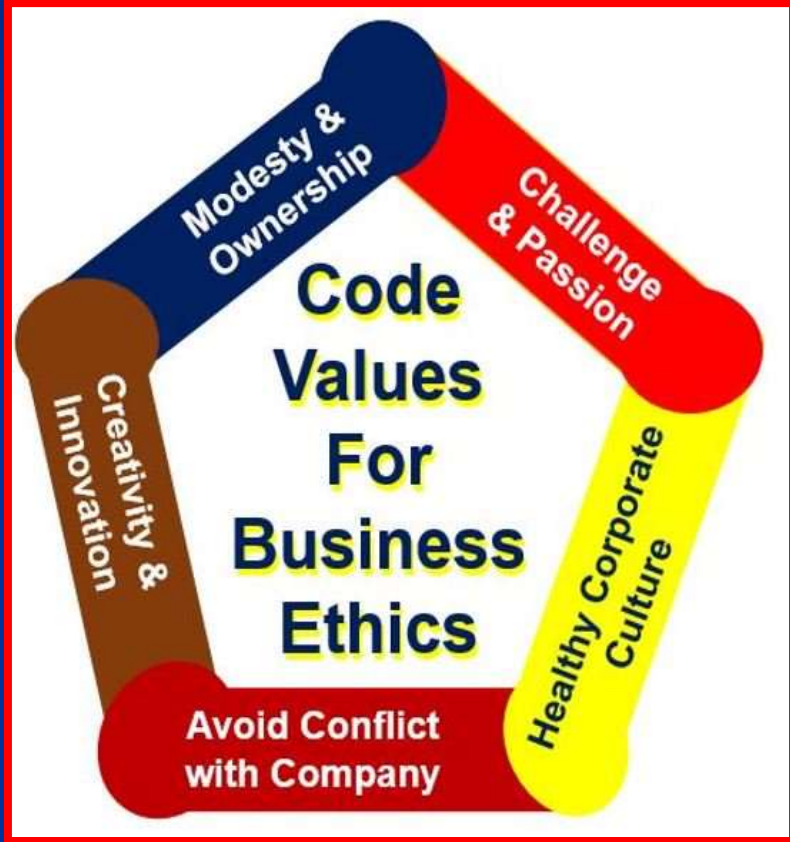 Modesty &
Ownership
Challenge
& Passion
Code
Values
For
Business
Ethics
Creativity &
Innovation
Healthy Corporate
Culture
Avoid Conflict
with Company